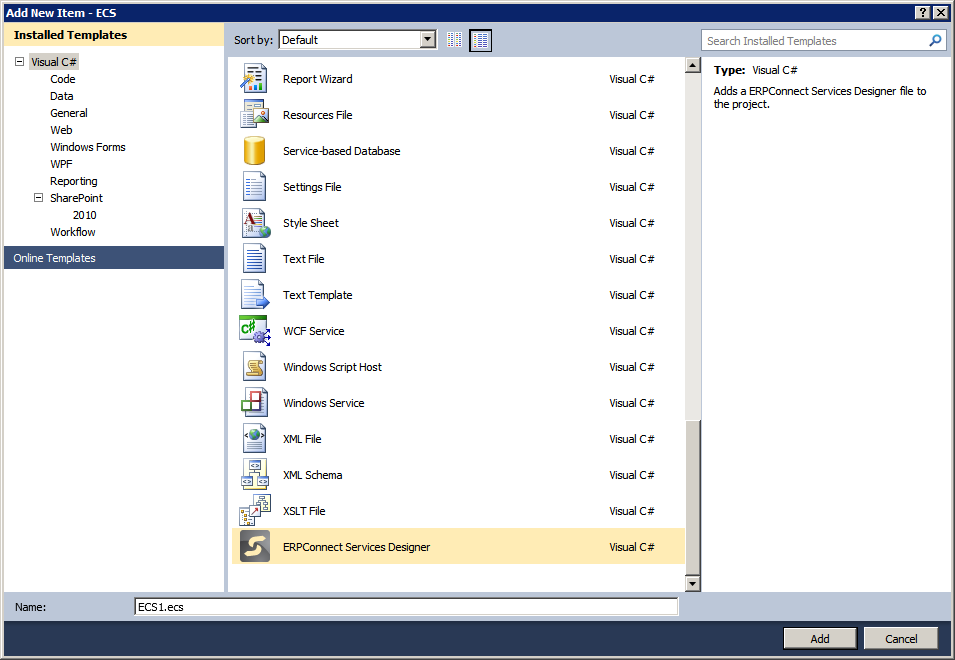 Add New Item - ECS
Installed Templates
Visual C#
Code
Data
General
Web
Windows Forms
WPF
Reporting
SharePoint
2010
Workflow
Online Templates
Sort by: Default
Report Wizard Visual C#
Resources File Visual C#
Service-based Database Visual C#
Settings File Visual C#
Style Sheet Visual C#
Text File Visual C#
Text Template Visual C#
WCF Service Visual C#
Windows Script Host Visual C#
Windows Service Visual C#
XML File Visual C#
XML Schema Visual C#
XSLT File Visual C#
ERPConnect Services Designer Visual C#
Search Installed Templates
Type: Visual C#
Adds a ERPConnect Services Designer file to
the project.
Name: ECS1.ecs
Add Cancel